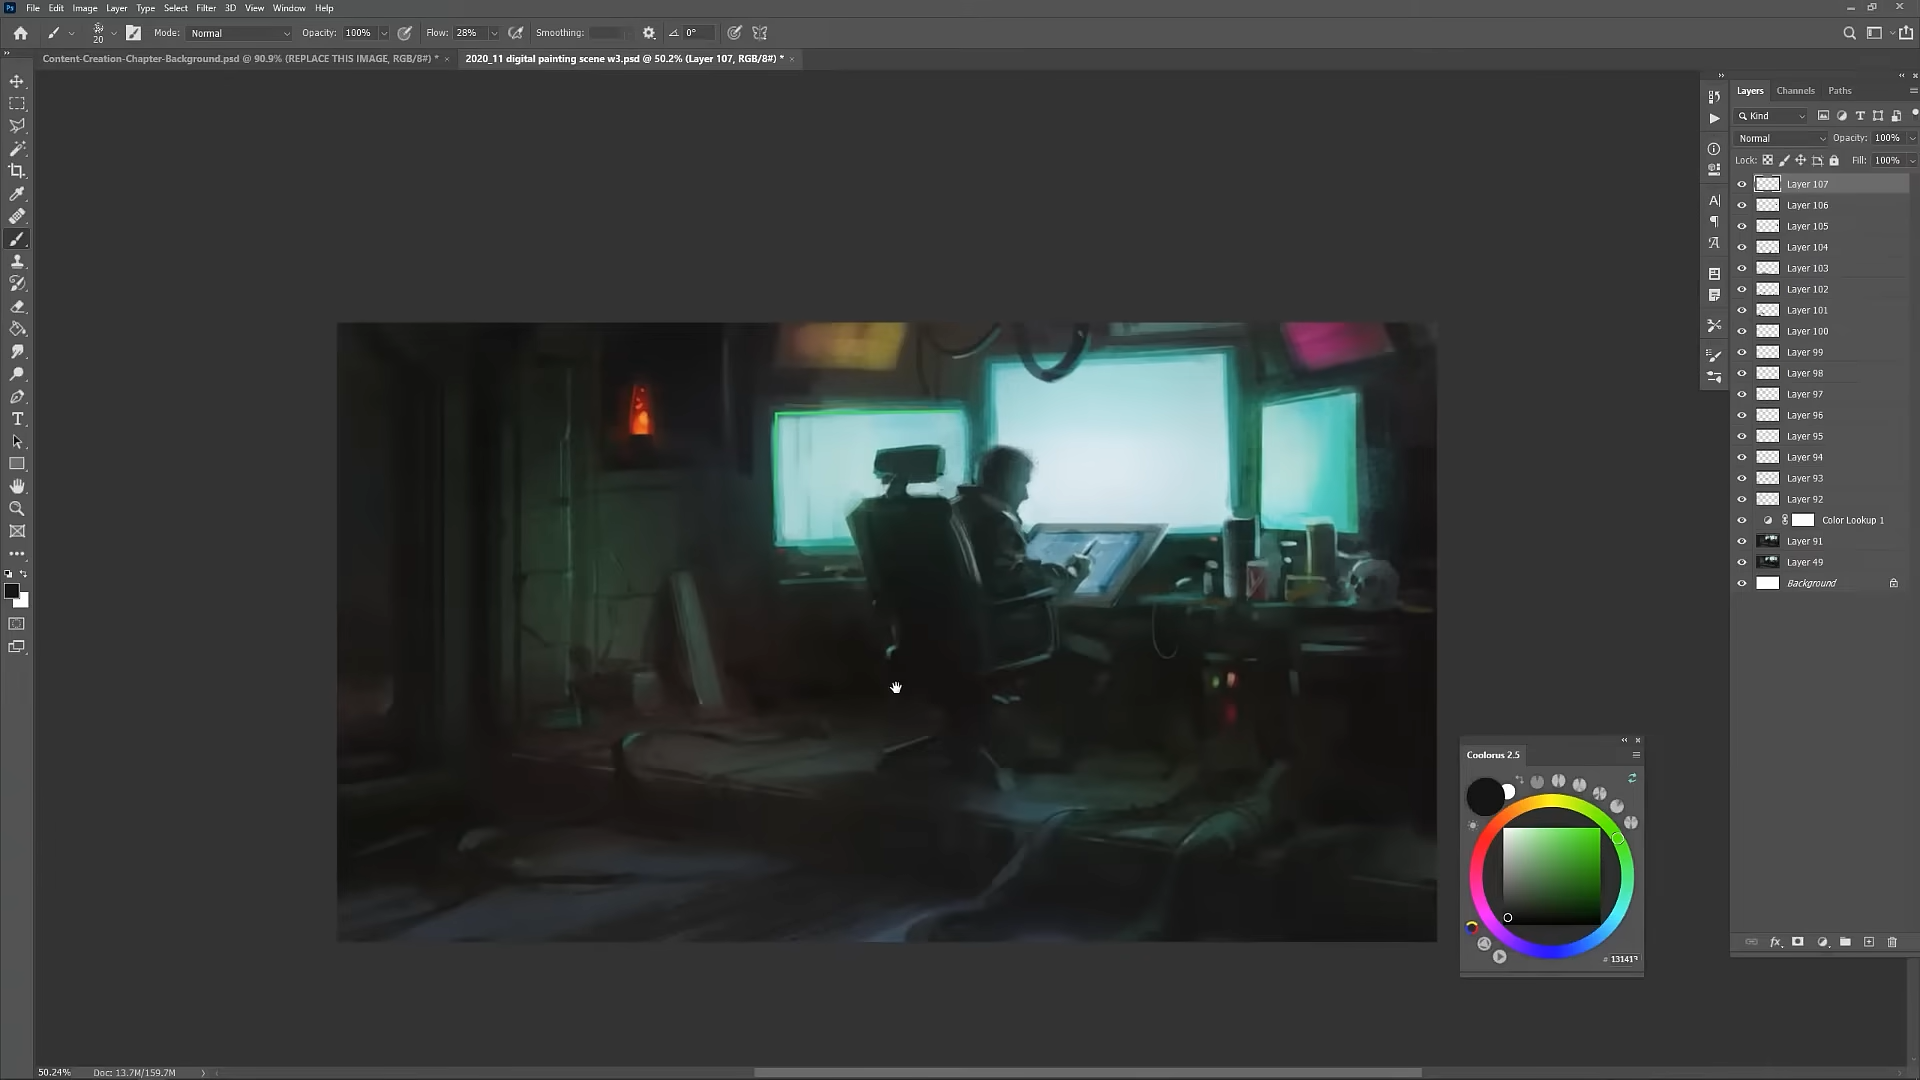 Ps File Edit Image Layer Type Select Filter 3D View Window Help
20 Mode: Normal Opacity: 100% Flow: 28% Smoothing: 0°
Content-Creation-Chapter-Background.psd @ 90.9% (REPLACE THIS IMAGE, RGB/8#) * × 2020_11 digital painting scene w3.psd @ 50.2% (Layer 107, RGB/8#) * ×
Layers Channels Paths
Kind
Normal Opacity: 100%
Lock: Fill: 100%
Layer 107
Layer 106
Layer 105
Layer 104
Layer 103
Layer 102
Layer 101
Layer 100
Layer 99
Layer 98
Layer 97
Layer 96
Layer 95
Layer 94
Layer 93
Layer 92
Color Lookup 1
Layer 91
Layer 49
Background
Coolorus 2.5
# 131413
fx
50.24% Doc: 13.7M/159.7M